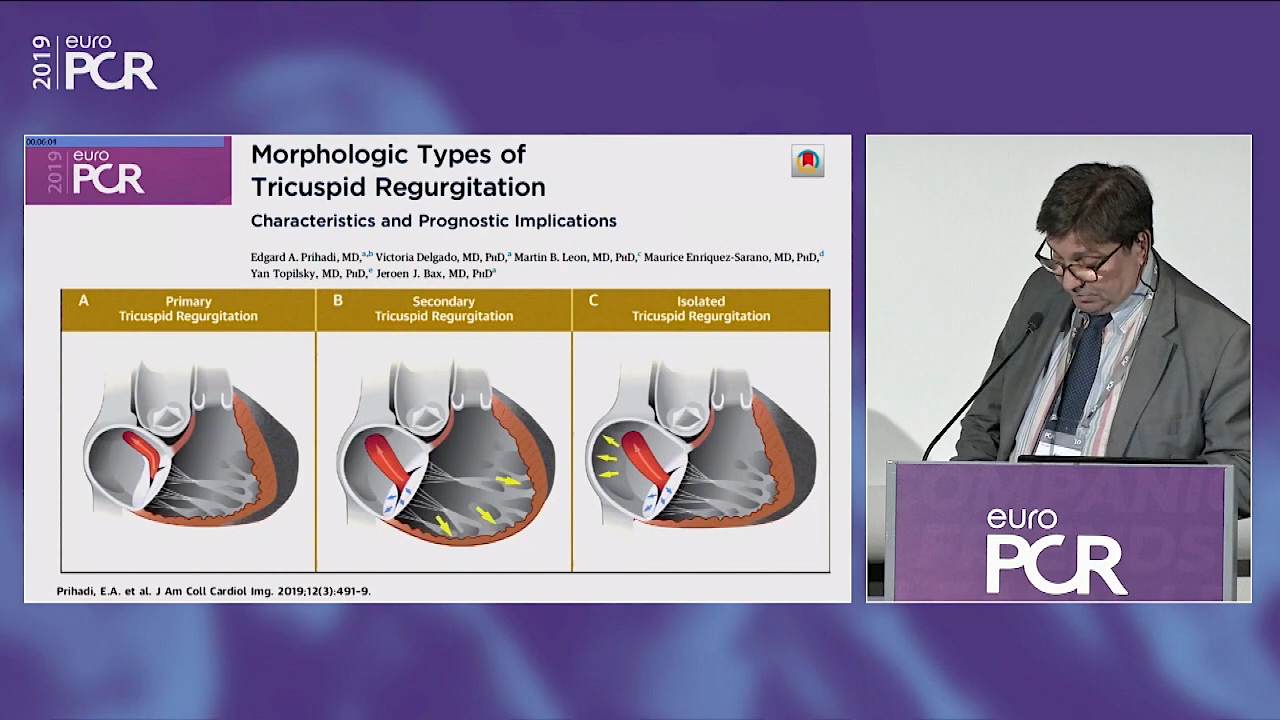 2019 euro
PCR
00:06:04
2019 euro
PCR
Morphologic Types of
Tricuspid Regurgitation
Characteristics and Prognostic Implications
Edgard A. Prihadi, MD,a,b Victoria Delgado, MD, PhD,a Martin B. Leon, MD, PhD,c Maurice Enriquez-Sarano, MD, PhD,d
Yan Topilsky, MD, PhD,e Jeroen J. Bax, MD, PhDa
A Primary
Tricuspid Regurgitation
B Secondary
Tricuspid Regurgitation
C Isolated
Tricuspid Regurgitation
Prihadi, E.A. et al. J Am Coll Cardiol Img. 2019;12(3):491-9.
euro
PCR